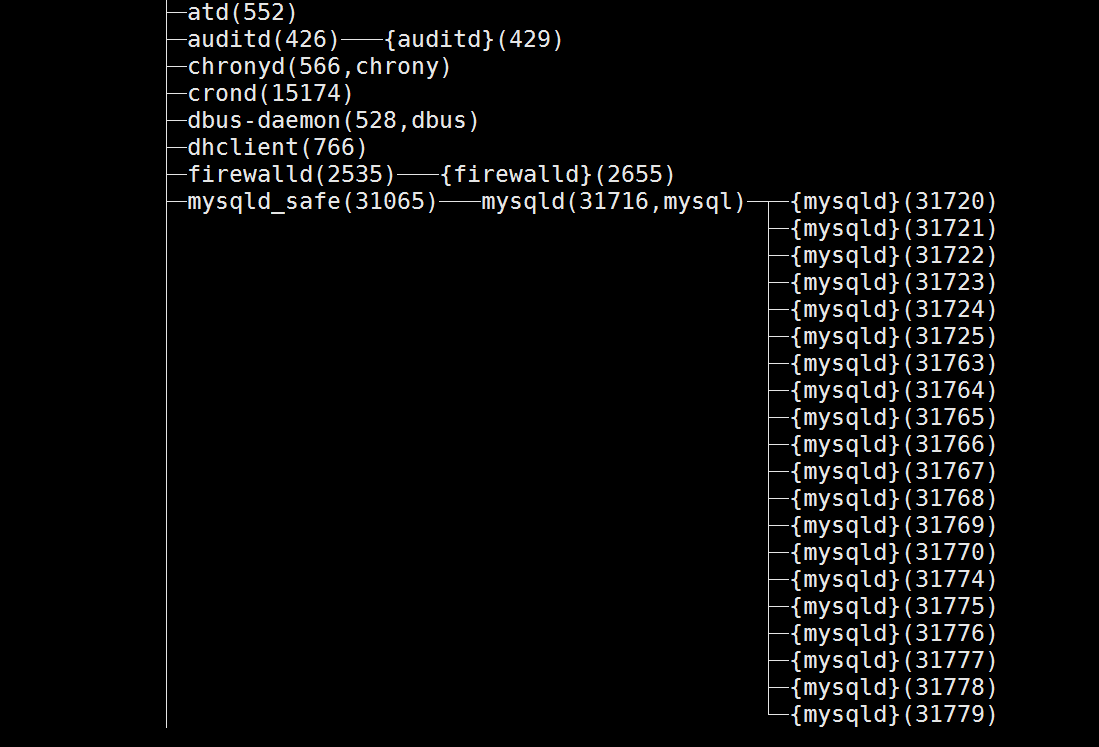 ├─atd(552)
├─auditd(426)───{auditd}(429)
├─chronyd(566,chrony)
├─crond(15174)
├─dbus-daemon(528,dbus)
├─dhclient(766)
├─firewalld(2535)───{firewalld}(2655)
├─mysqld_safe(31065)───mysqld(31716,mysql)─┬─{mysqld}(31720)
├─{mysqld}(31721)
├─{mysqld}(31722)
├─{mysqld}(31723)
├─{mysqld}(31724)
├─{mysqld}(31725)
├─{mysqld}(31763)
├─{mysqld}(31764)
├─{mysqld}(31765)
├─{mysqld}(31766)
├─{mysqld}(31767)
├─{mysqld}(31768)
├─{mysqld}(31769)
├─{mysqld}(31770)
├─{mysqld}(31774)
├─{mysqld}(31775)
├─{mysqld}(31776)
├─{mysqld}(31777)
├─{mysqld}(31778)
└─{mysqld}(31779)